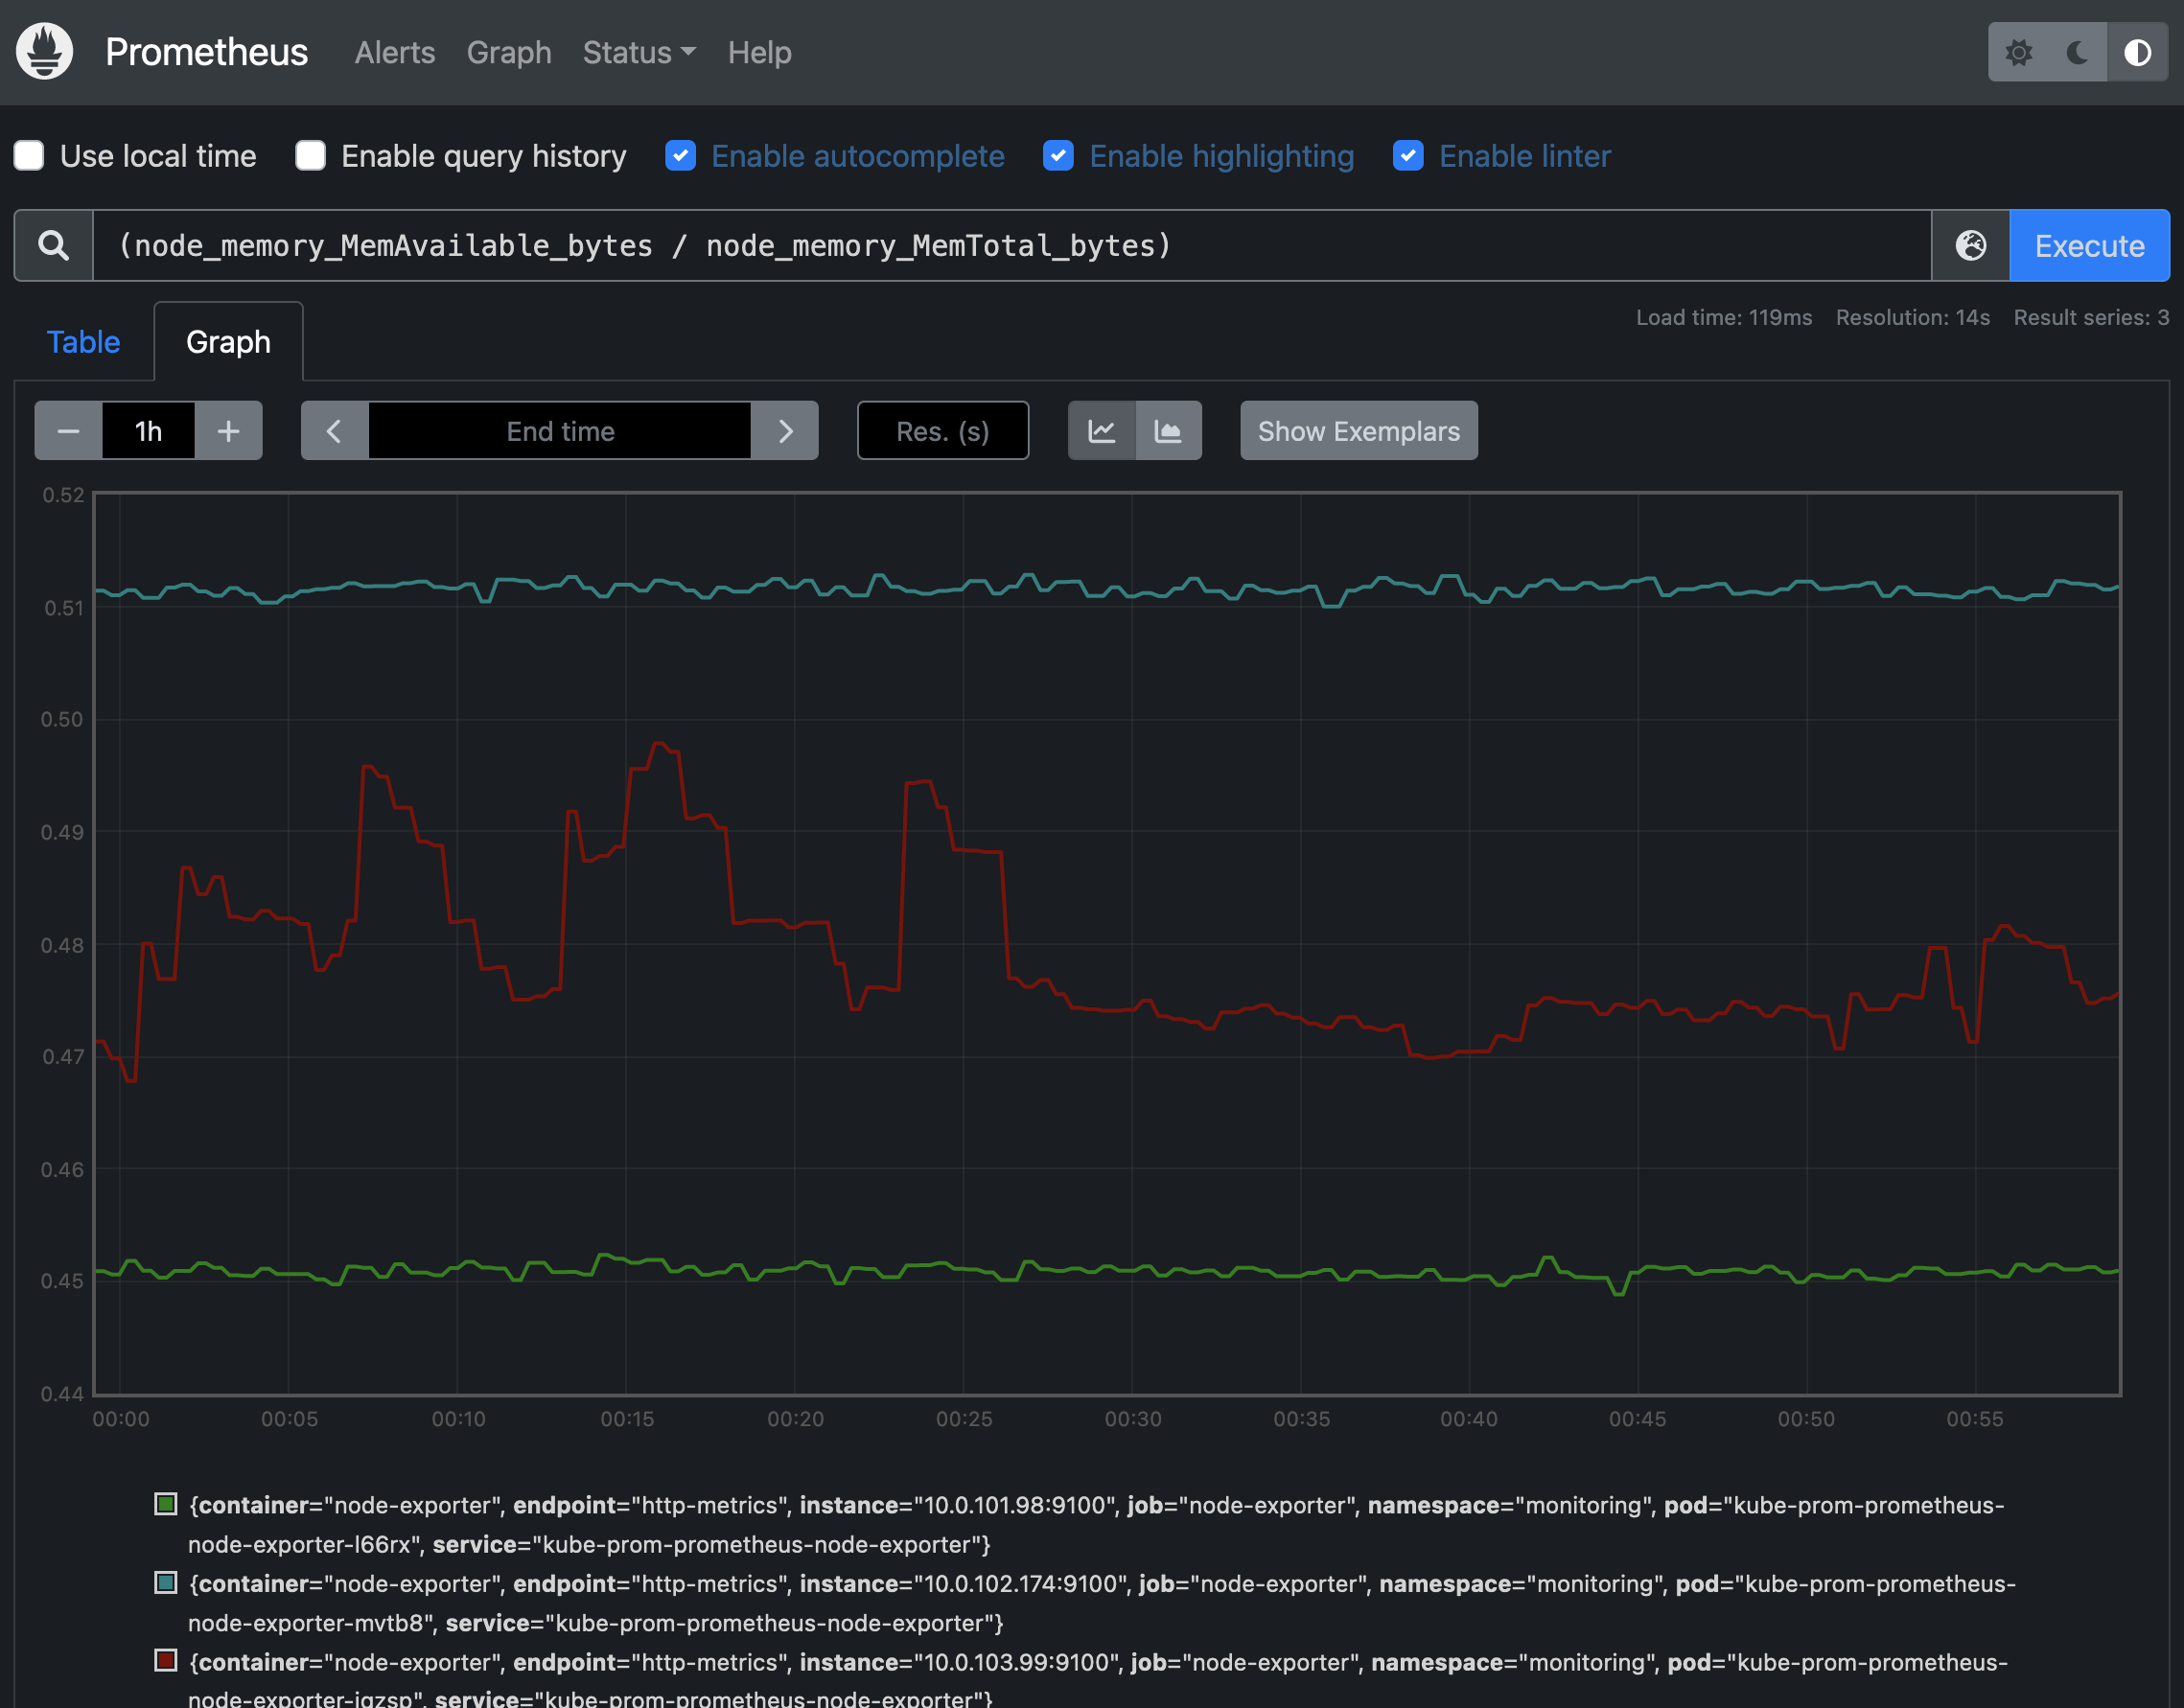 Prometheus Alerts Graph Status Help
Use local time Enable query history Enable autocomplete Enable highlighting Enable linter
(node_memory_MemAvailable_bytes / node_memory_MemTotal_bytes) Execute
Load time: 119ms Resolution: 14s Result series: 3
Table Graph
1h End time Res. (s) Show Exemplars
0.52
0.51
0.50
0.49
0.48
0.47
0.46
0.45
0.44
00:00 00:05 00:10 00:15 00:20 00:25 00:30 00:35 00:40 00:45 00:50 00:55
{container="node-exporter", endpoint="http-metrics", instance="10.0.101.98:9100", job="node-exporter", namespace="monitoring", pod="kube-prom-prometheus-
node-exporter-l66rx", service="kube-prom-prometheus-node-exporter"}
{container="node-exporter", endpoint="http-metrics", instance="10.0.102.174:9100", job="node-exporter", namespace="monitoring", pod="kube-prom-prometheus-
node-exporter-mvtb8", service="kube-prom-prometheus-node-exporter"}
{container="node-exporter", endpoint="http-metrics", instance="10.0.103.99:9100", job="node-exporter", namespace="monitoring", pod="kube-prom-prometheus-
service="kube-prom-prometheus-node-exporter"}